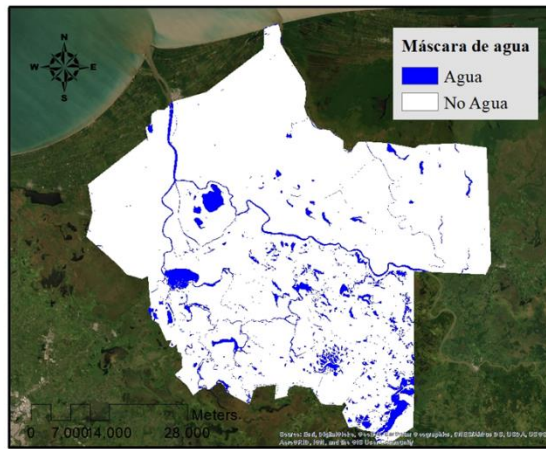 N
W E
S
Máscara de agua
Agua
No Agua
Meters
0 7,000 14,000 28,000